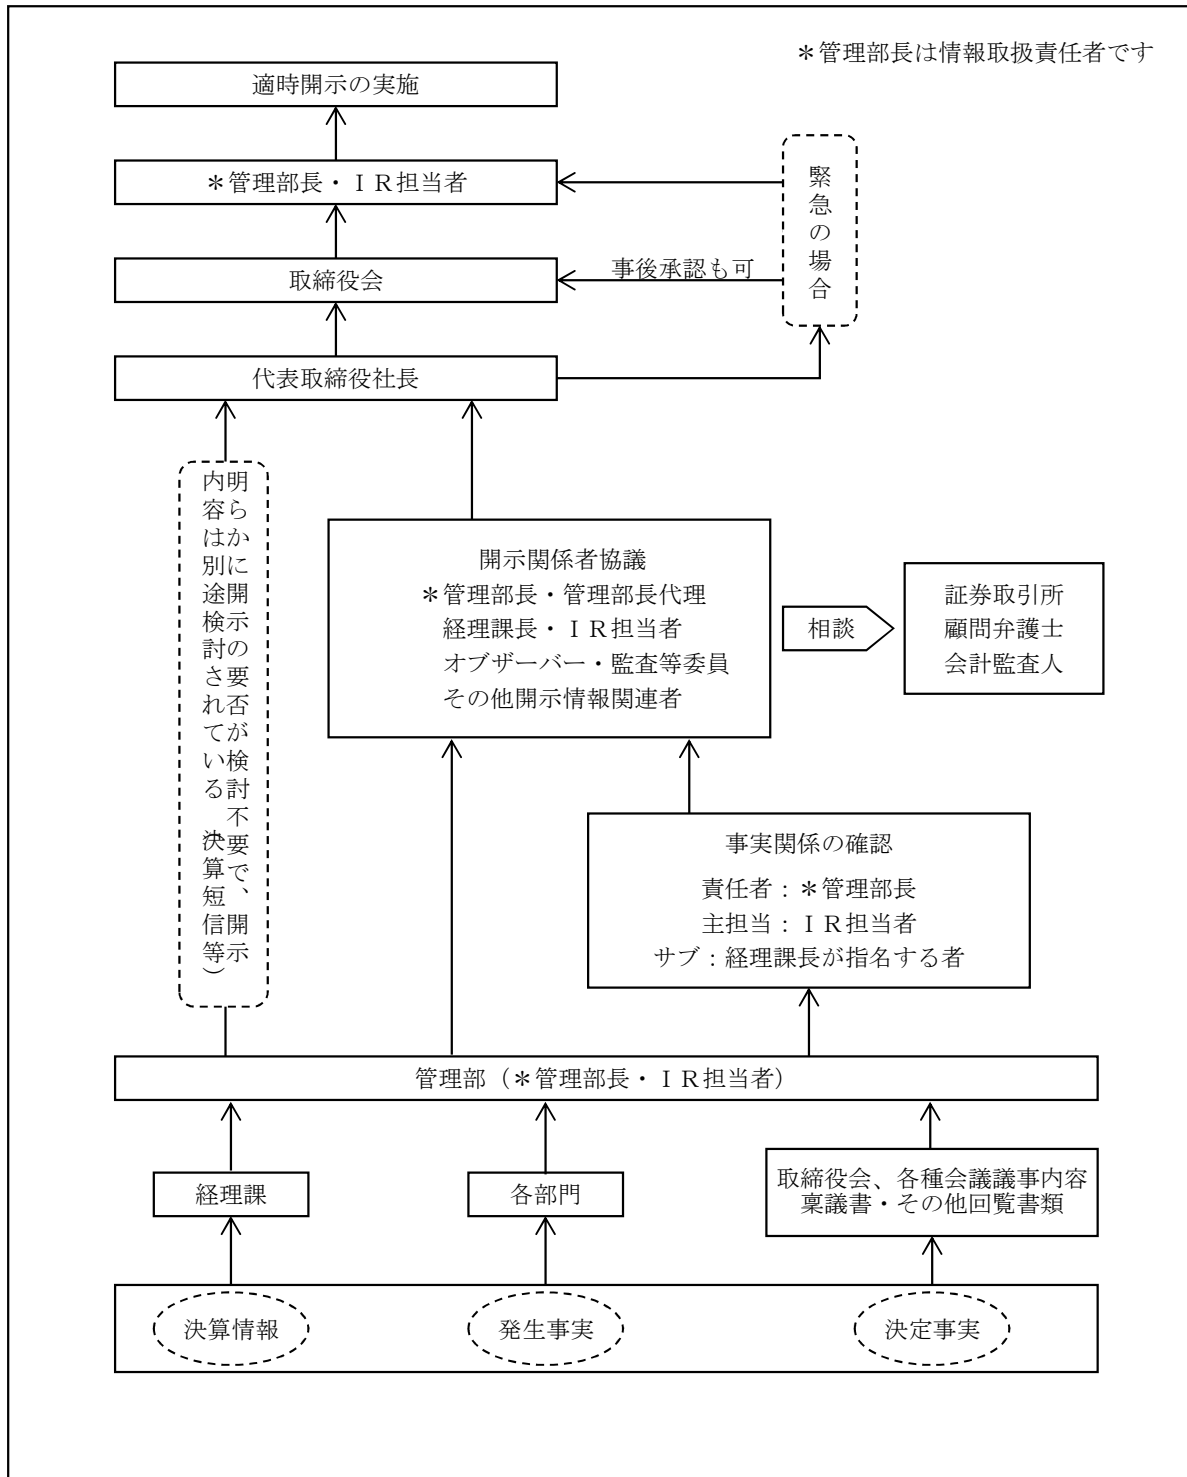 ＊管理部長は情報取扱責任者です
適時開示の実施
＊管理部長・ＩＲ担当者
緊急の場合
取締役会
事後承認も可
代表取締役社長
明らかに開示の要否が検討不要で、開示
内容は別途検討されている（決算短信等）
開示関係者協議
＊管理部長・管理部長代理
経理課長・ＩＲ担当者
オブザーバー・監査等委員
その他開示情報関連者
相談
証券取引所
顧問弁護士
会計監査人
事実関係の確認
責任者：＊管理部長
主担当：ＩＲ担当者
サブ：経理課長が指名する者
管理部（＊管理部長・ＩＲ担当者）
経理課
各部門
取締役会、各種会議議事内容
稟議書・その他回覧書類
決算情報
発生事実
決定事実